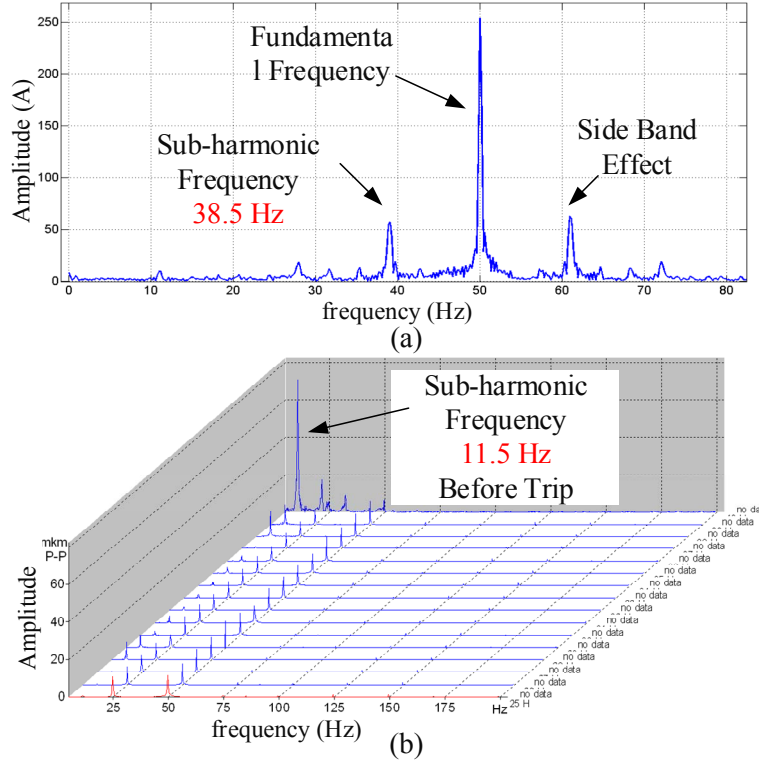 Fundamenta
l Frequency
Side Band
Effect
Sub-harmonic
Frequency
38.5 Hz
Amplitude (A)
250
200
150
100
50
0
0 10 20 30 40 50 60 70 80
frequency (Hz)
(a)
Sub-harmonic
Frequency
11.5 Hz
Before Trip
mkm
P-P
60
40
20
0
Amplitude
25 50 75 100 125 150 175 Hz
25 H
no data
no data
no data
no data
no data
no data
no data
no data
no data
no data
no data
no data
frequency (Hz)
(b)